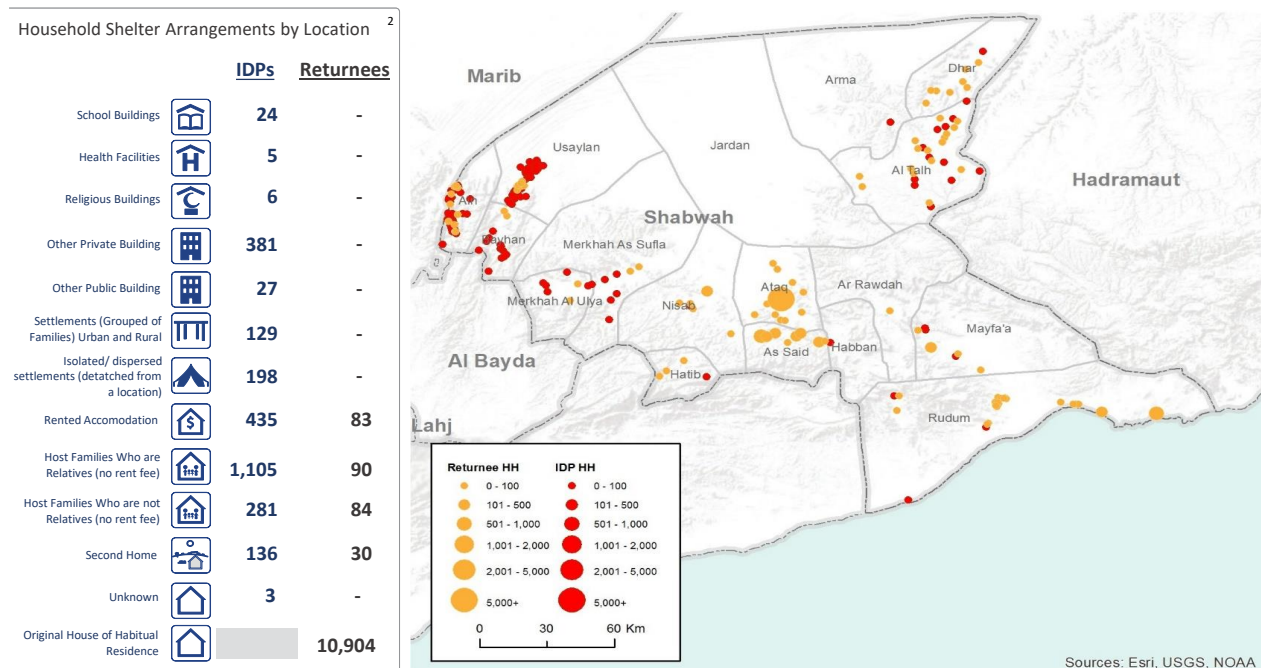 Household Shelter Arrangements by Location 2
IDPs Returnees
School Buildings 24 -
Health Facilities 5 -
Religious Buildings 6 -
Other Private Building 381 -
Other Public Building 27 -
Settlements (Grouped of
Families) Urban and Rural 129 -
Isolated/ dispersed
settlements (detatched from
a location) 198 -
Rented Accomodation 435 83
Host Families Who are
Relatives (no rent fee) 1,105 90
Host Families Who are not
Relatives (no rent fee) 281 84
Second Home 136 30
Unknown 3 -
Original House of Habitual
Residence 10,904
Marib
Arma
Dhar
Usaylan
Jardan
Al Talh
Hadramaut
Ain
Shabwah
Bayhan
Merkhah As Sufla
Merkhah Al Ulya
Nisab
Ataq
Ar Rawdah
Mayfa'a
Al Bayda
As Said
Habban
Hatib
Rudum
Lahj
Returnee HH IDP HH
0 - 100 0 - 100
101 - 500 101 - 500
501 - 1,000 501 - 1,000
1,001 - 2,000 1,001 - 2,000
2,001 - 5,000 2,001 - 5,000
5,000+ 5,000+
0 30 60 Km
Sources: Esri, USGS, NOAA